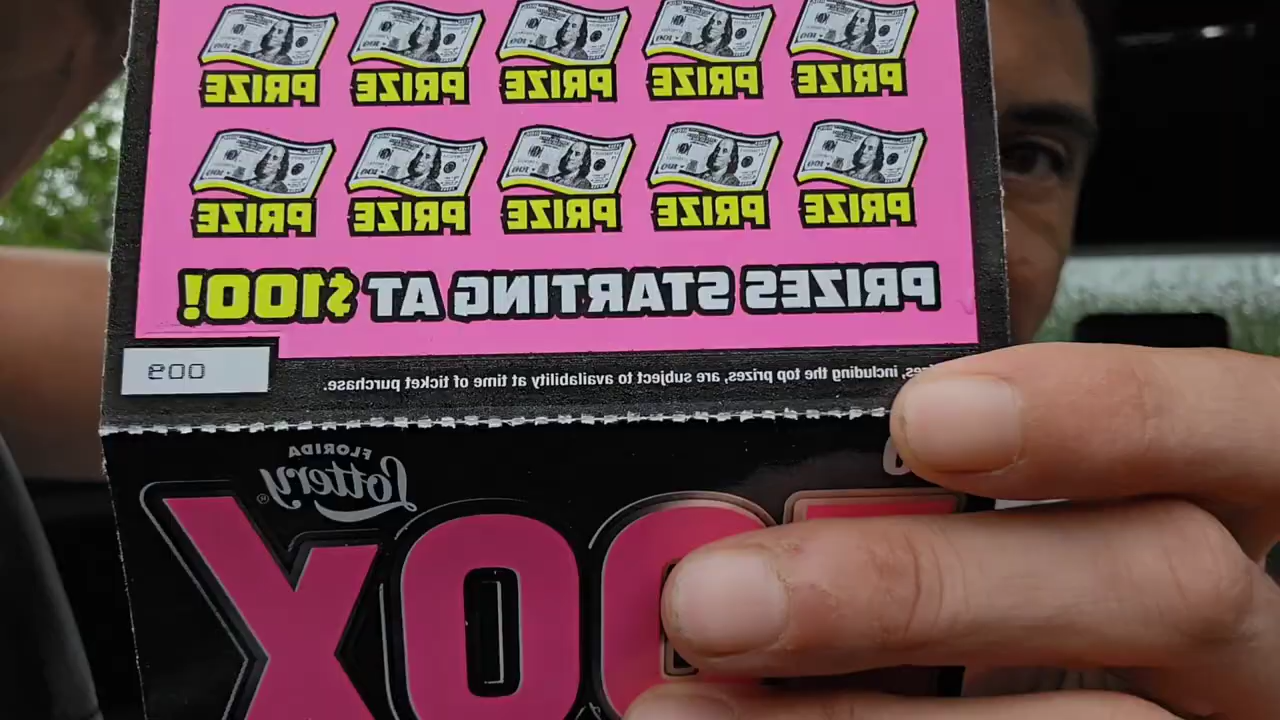 PRIZE PRIZE PRIZE PRIZE PRIZE
PRIZE PRIZE PRIZE PRIZE PRIZE
PRIZES STARTING AT $100!
including the top prizes, are subject to availability at time of ticket purchase.
009
FLORIDA
Lottery
100X